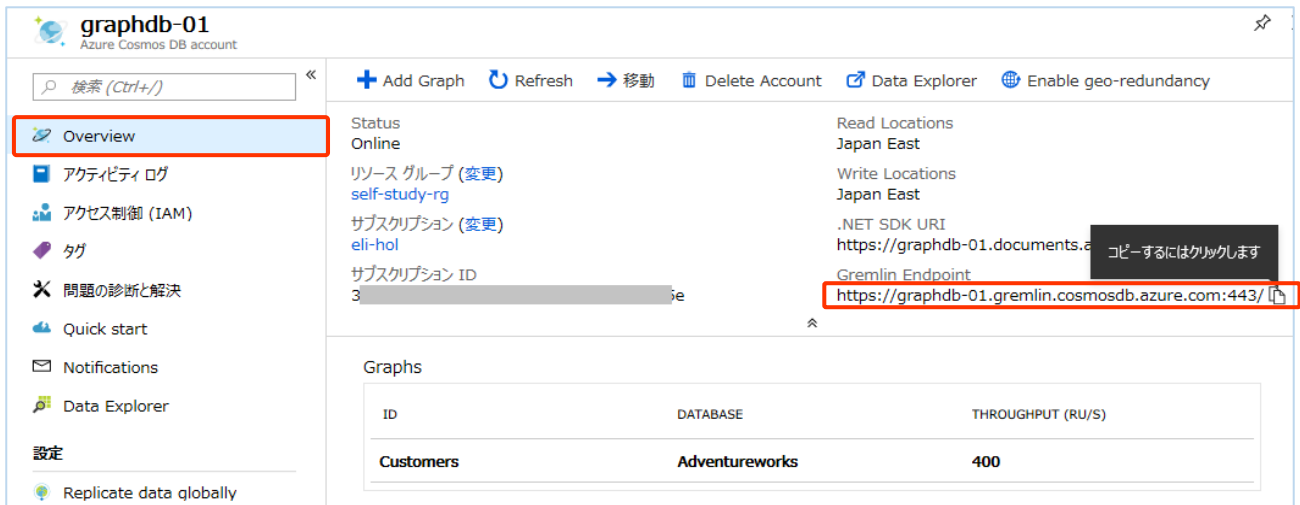 graphdb-01
Azure Cosmos DB account
検索 (Ctrl+/)
Overview
アクティビティ ログ
アクセス制御 (IAM)
タグ
問題の診断と解決
Quick start
Notifications
Data Explorer
設定
Replicate data globally
Add Graph Refresh 移動 Delete Account Data Explorer Enable geo-redundancy
Status
Online
リソース グループ (変更)
self-study-rg
サブスクリプション (変更)
eli-hol
サブスクリプション ID
3 5e
Read Locations
Japan East
Write Locations
Japan East
.NET SDK URI
https://graphdb-01.documents.a
コピーするにはクリックします
Gremlin Endpoint
https://graphdb-01.gremlin.cosmosdb.azure.com:443/
Graphs
ID DATABASE THROUGHPUT (RU/S)
Customers Adventureworks 400